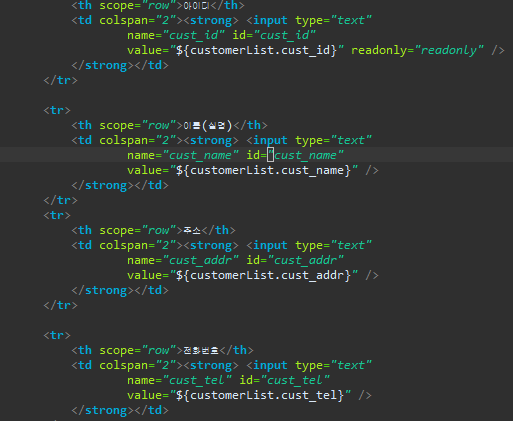 <th scope="row">아이디</th>
<td colspan="2"><strong> <input type="text"
name="cust_id" id="cust_id"
value="${customerList.cust_id}" readonly="readonly" />
</strong></td>
</tr>
<tr>
<th scope="row">이름(실명)</th>
<td colspan="2"><strong> <input type="text"
name="cust_name" id="cust_name"
value="${customerList.cust_name}" />
</strong></td>
<tr>
<th scope="row">주소</th>
<td colspan="2"><strong> <input type="text"
name="cust_addr" id="cust_addr"
value="${customerList.cust_addr}" />
</strong></td>
</tr>
<tr>
<th scope="row">전화번호</th>
<td colspan="2"><strong> <input type="text"
name="cust_tel" id="cust_tel"
value="${customerList.cust_tel}" />
</strong></td>